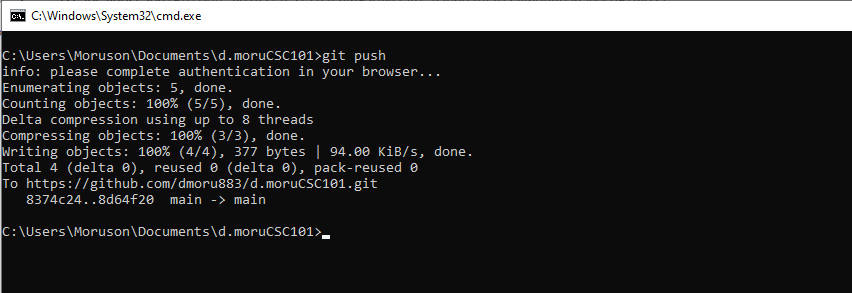 C:\Windows\System32\cmd.exe
C:\Users\Moruson\Documents\d.moruCSC101>git push
info: please complete authentication in your browser...
Enumerating objects: 5, done.
Counting objects: 100% (5/5), done.
Delta compression using up to 8 threads
Compressing objects: 100% (3/3), done.
Writing objects: 100% (4/4), 377 bytes | 94.00 KiB/s, done.
Total 4 (delta 0), reused 0 (delta 0), pack-reused 0
To https://github.com/dmoru883/d.moruCSC101.git
   8374c24..8d64f20  main -> main
C:\Users\Moruson\Documents\d.moruCSC101>